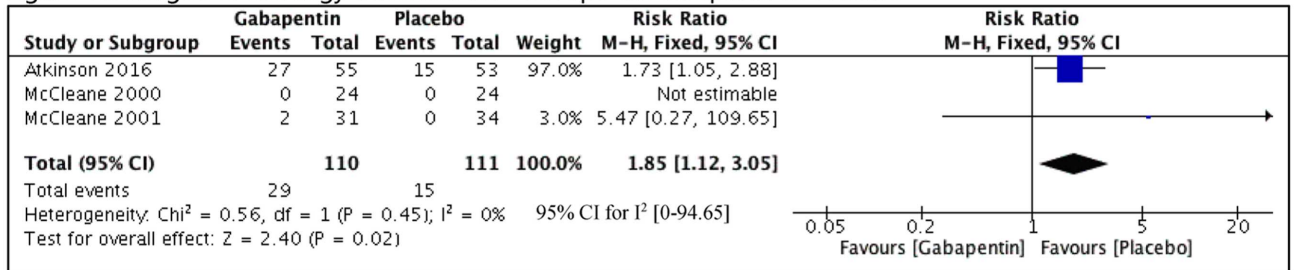 Gabapentin Placebo Risk Ratio Risk Ratio
Study or Subgroup Events Total Events Total Weight M-H, Fixed, 95% CI M-H, Fixed, 95% CI
Atkinson 2016 27 55 15 53 97.0% 1.73 [1.05, 2.88]
McCleane 2000 0 24 0 24 Not estimable
McCleane 2001 2 31 0 34 3.0% 5.47 [0.27, 109.65]
Total (95% CI) 110 111 100.0% 1.85 [1.12, 3.05]
Total events 29 15
Heterogeneity: Chi² = 0.56, df = 1 (P = 0.45); I² = 0% 95% CI for I² [0-94.65]
Test for overall effect: Z = 2.40 (P = 0.02)
0.05 0.2 1 5 20
Favours [Gabapentin] Favours [Placebo]